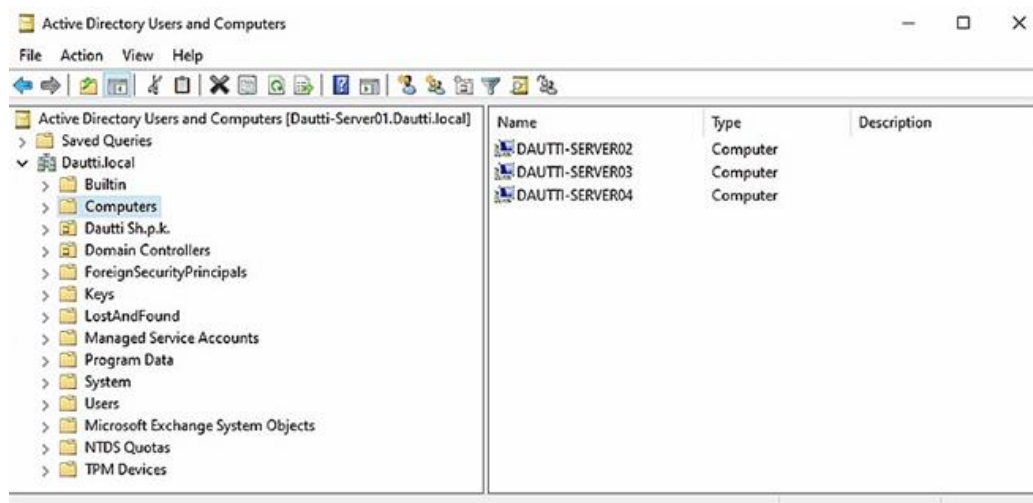 Active Directory Users and Computers
File Action View Help
Active Directory Users and Computers [Dautti-Server01.Dautti.local]
Saved Queries
Dautti.local
Builtin
Computers
Dautti Sh.p.k.
Domain Controllers
ForeignSecurityPrincipals
Keys
LostAndFound
Managed Service Accounts
Program Data
System
Users
Microsoft Exchange System Objects
NTDS Quotas
TPM Devices
Name Type Description
DAUTTI-SERVER02 Computer
DAUTTI-SERVER03 Computer
DAUTTI-SERVER04 Computer